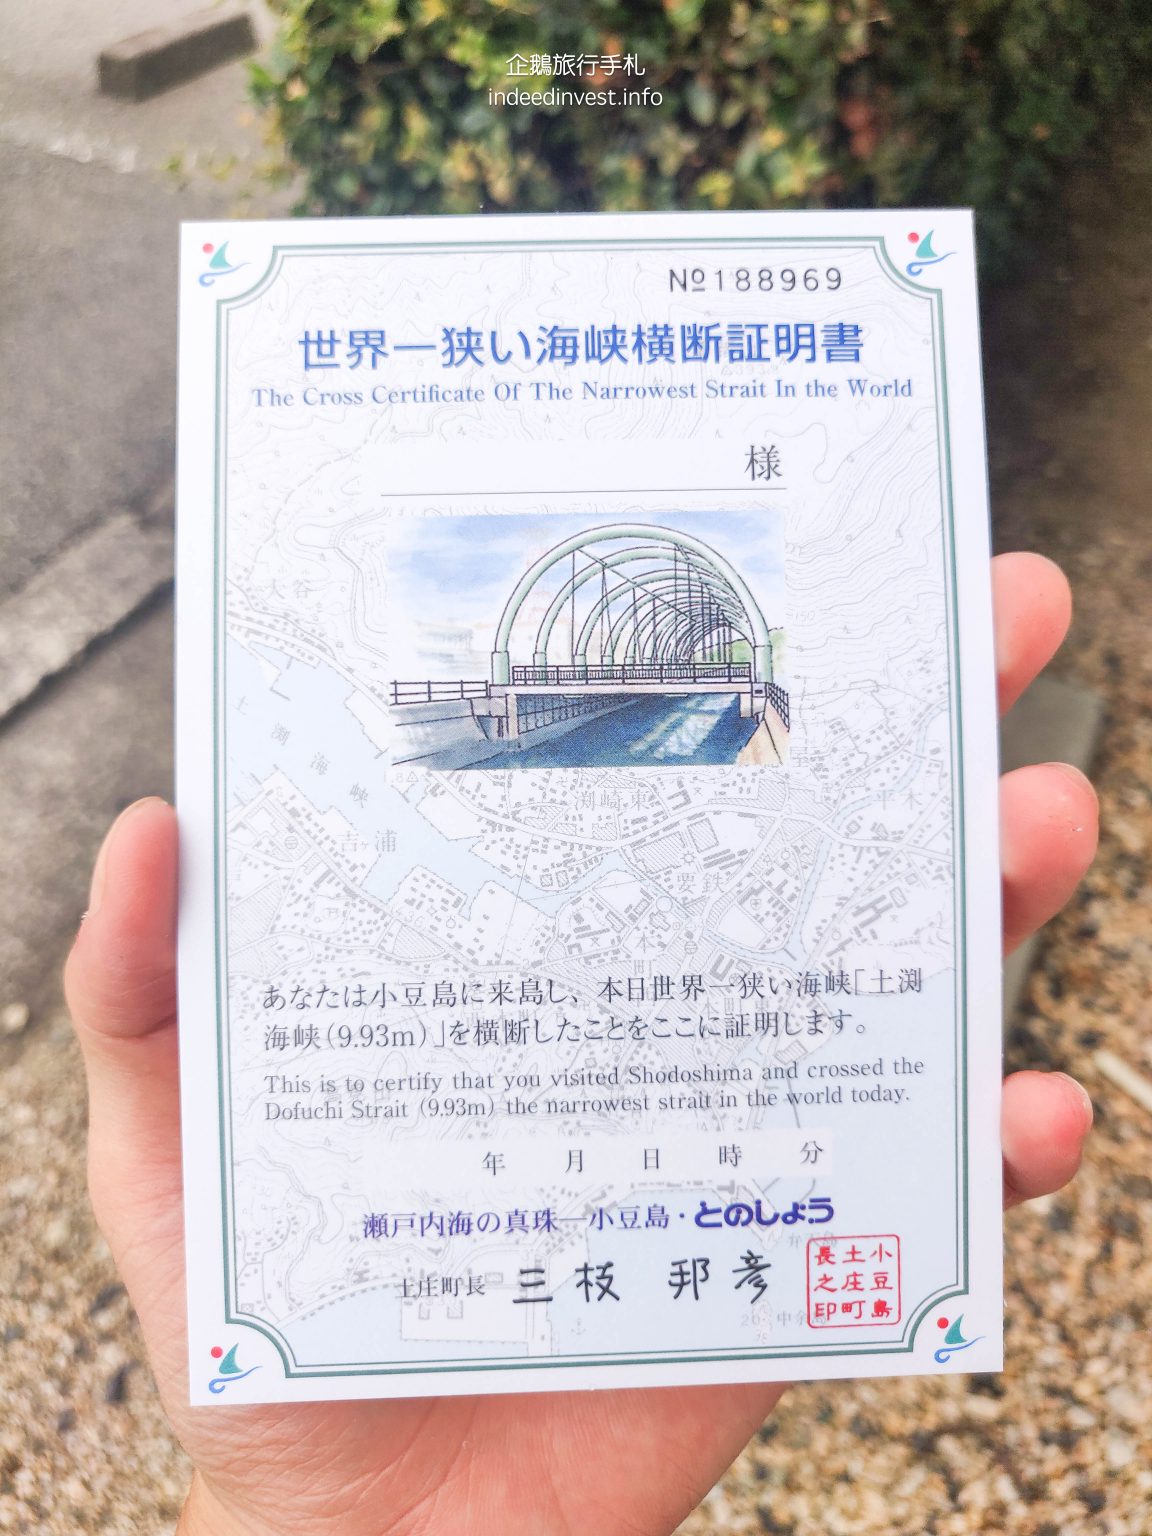 企鵝旅行手札
indeedinvest.info
№188969
世界一狭い海峡横断証明書
The Cross Certificate Of The Narrowest Strait In the World
様
大谷
土渕海峡
吉ヶ浦
渕崎東
平木
要鉄
本町
あなたは小豆島に来島し、本日世界一狭い海峡「土渕
海峡(9.93m)」を横断したことをここに証明します。
This is to certify that you visited Shodoshima and crossed the
Dofuchi Strait (9.93m) the narrowest strait in the world today.
年 月 日 時 分
瀬戸内海の真珠―小豆島・とのしょう
土庄町長 三枝 邦彦
小豆島
土庄町
長之印